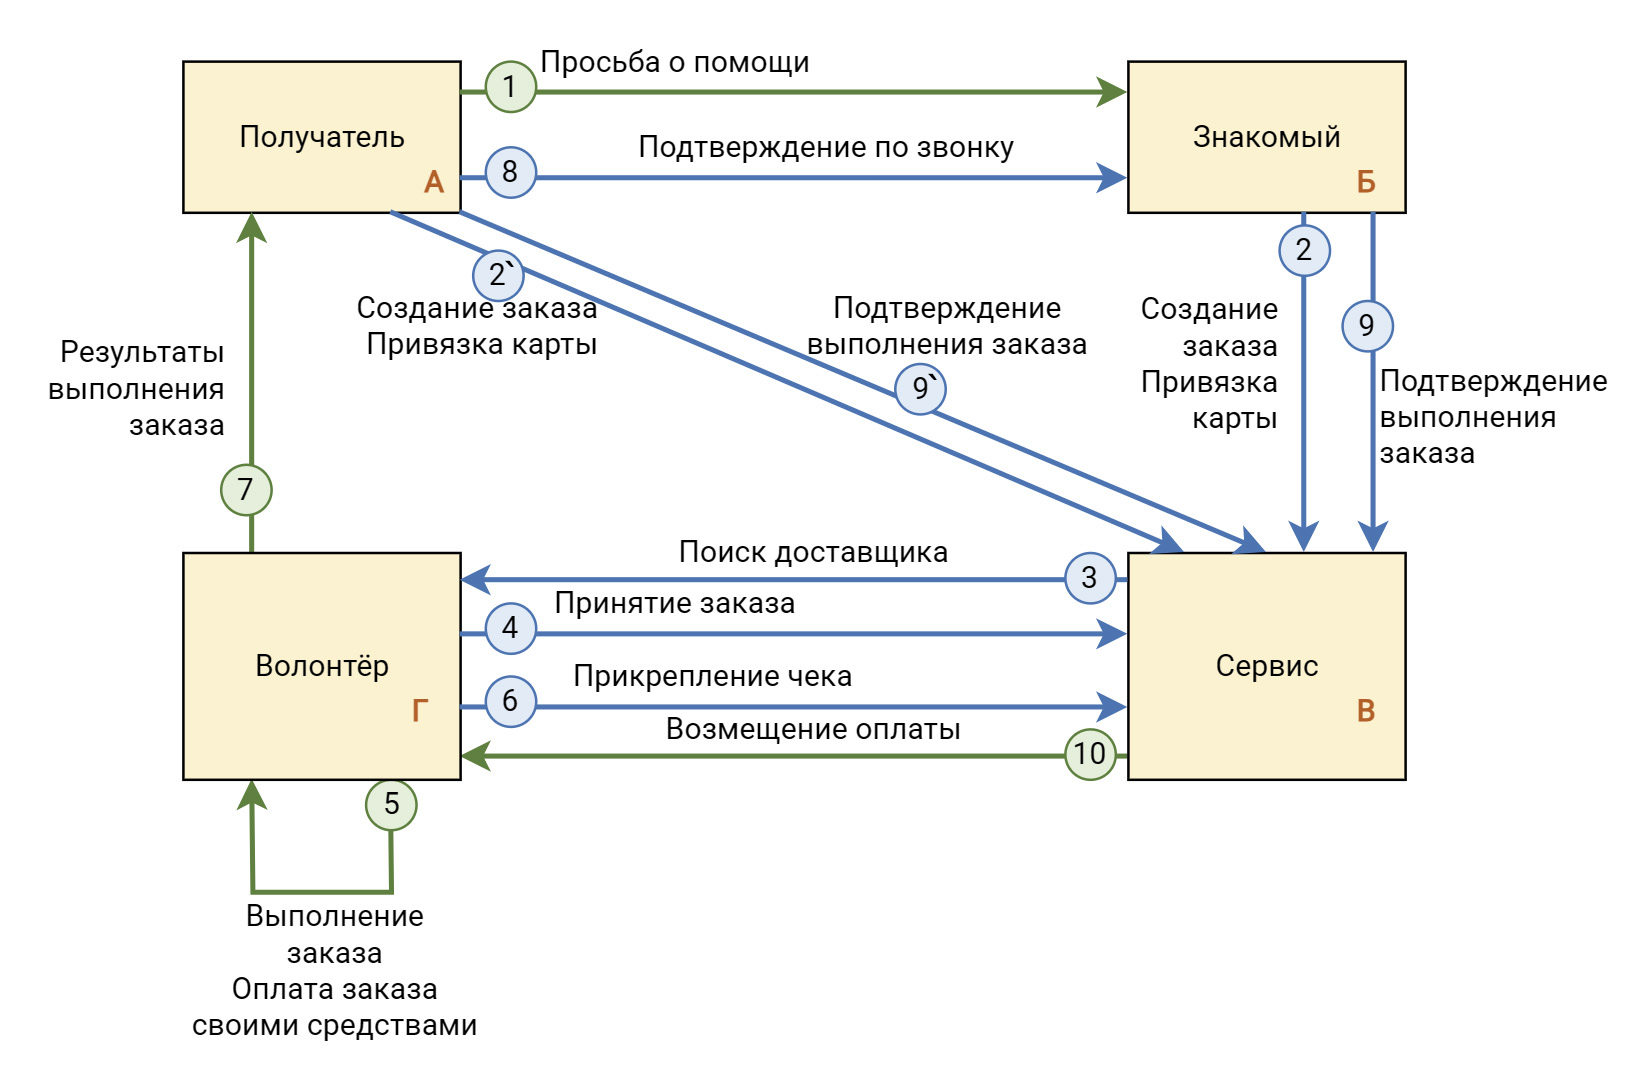 1
Просьба о помощи
Получатель
А
8
Подтверждение по звонку
Знакомый
Б
2`
Создание заказа
Привязка карты
Подтверждение
выполнения заказа
9`
2
Создание
заказа
Привязка
карты
9
Подтверждение
выполнения
заказа
Результаты
выполнения
заказа
7
Поиск доставщика
3
4
Принятие заказа
Волонтёр
Г
6
Прикрепление чека
Сервис
В
Возмещение оплаты
10
5
Выполнение
заказа
Оплата заказа
своими средствами